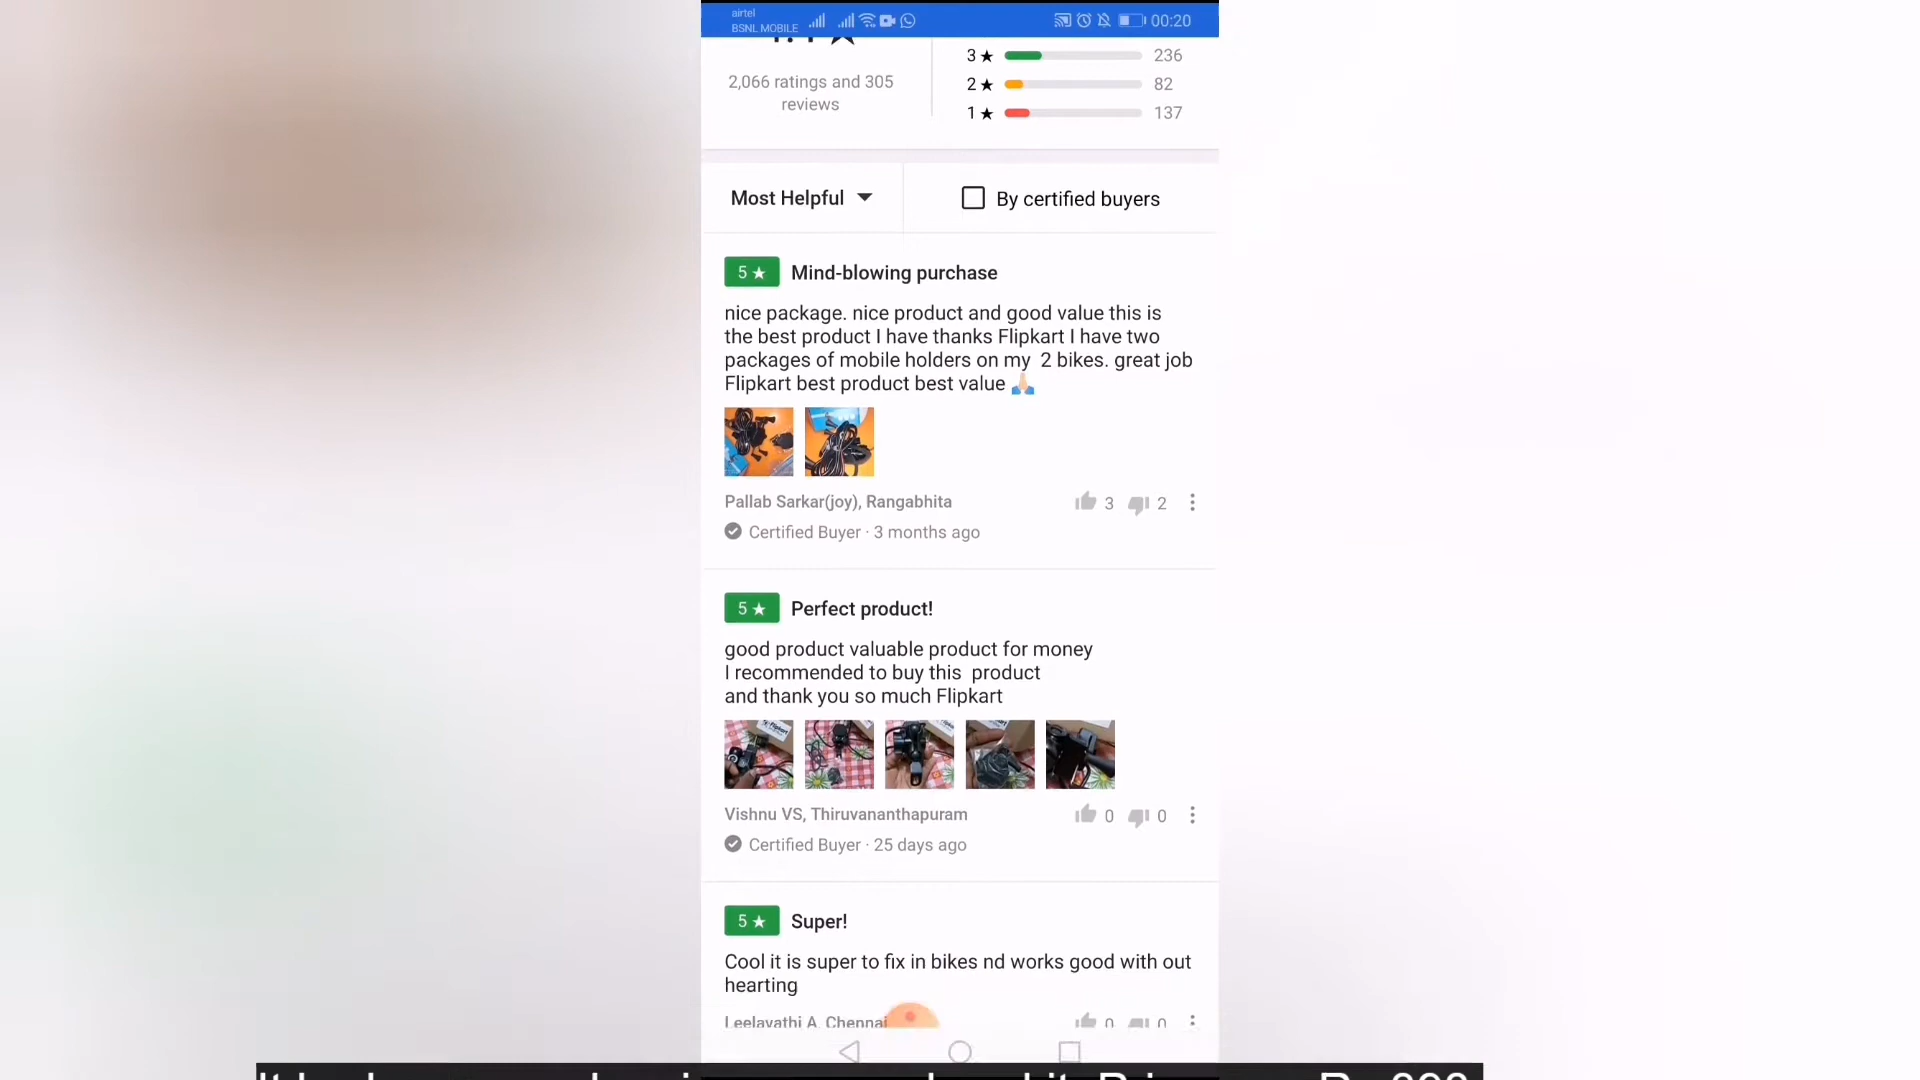 airtel
BSNL MOBILE
00:20
3 ★ 236
2,066 ratings and 305
reviews
2 ★ 82
1 ★ 137
Most Helpful
By certified buyers
5 ★ Mind-blowing purchase
nice package. nice product and good value this is
the best product I have thanks Flipkart I have two
packages of mobile holders on my 2 bikes. great job
Flipkart best product best value 🙏🏻
Pallab Sarkar(joy), Rangabhita 3 2
Certified Buyer · 3 months ago
5 ★ Perfect product!
good product valuable product for money
I recommended to buy this product
and thank you so much Flipkart
Vishnu VS, Thiruvananthapuram 0 0
Certified Buyer · 25 days ago
5 ★ Super!
Cool it is super to fix in bikes nd works good with out
hearting
Leelavathi A, Chennai 0 0